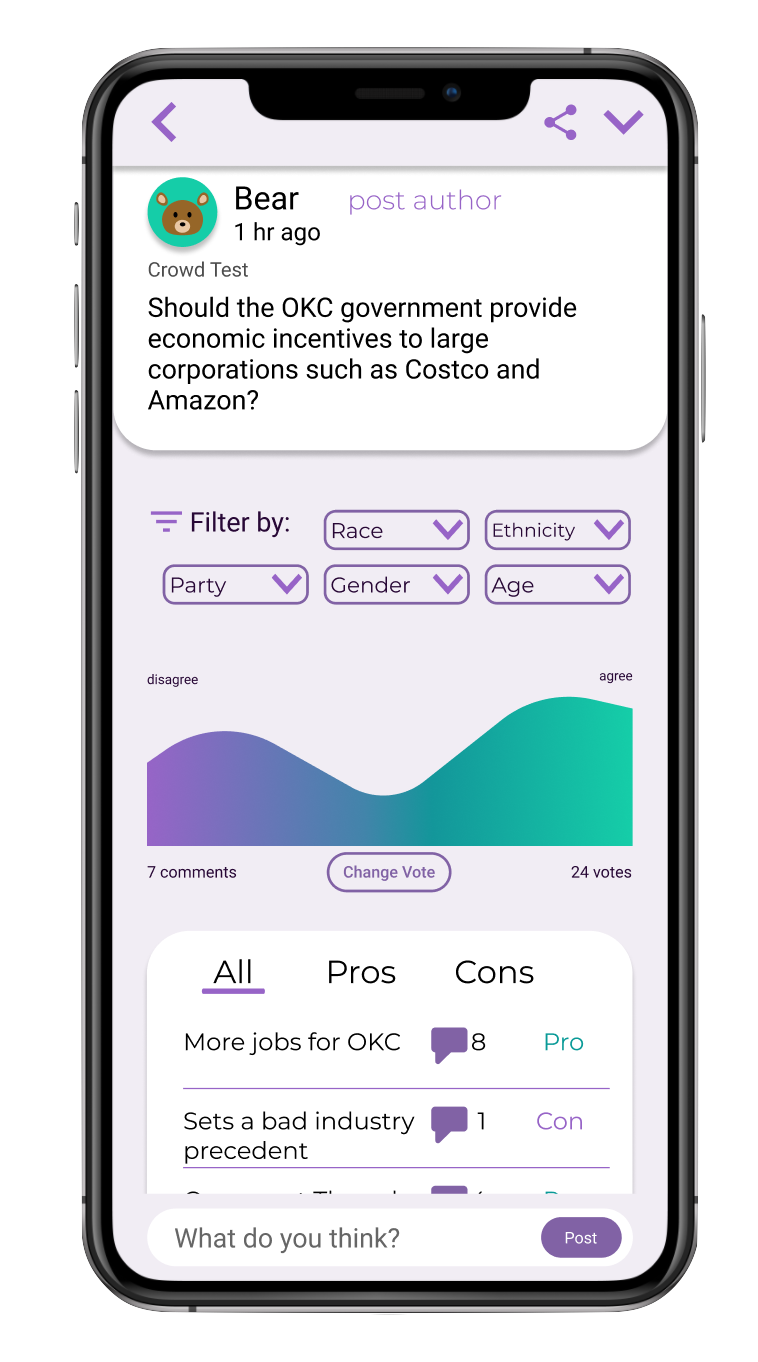 Bear post author
1 hr ago
Crowd Test
Should the OKC government provide
economic incentives to large
corporations such as Costco and
Amazon?
Filter by: Race Ethnicity
Party Gender Age
disagree agree
7 comments Change Vote 24 votes
All Pros Cons
More jobs for OKC 8 Pro
Sets a bad industry 1 Con
precedent
What do you think? Post